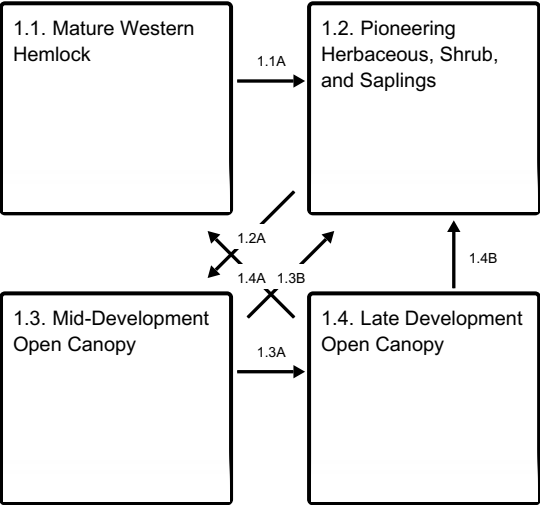 1.1. Mature Western
Hemlock
1.1A
1.2. Pioneering
Herbaceous, Shrub,
and Saplings
1.2A
1.4A
1.3B
1.4B
1.3. Mid-Development
Open Canopy
1.3A
1.4. Late Development
Open Canopy